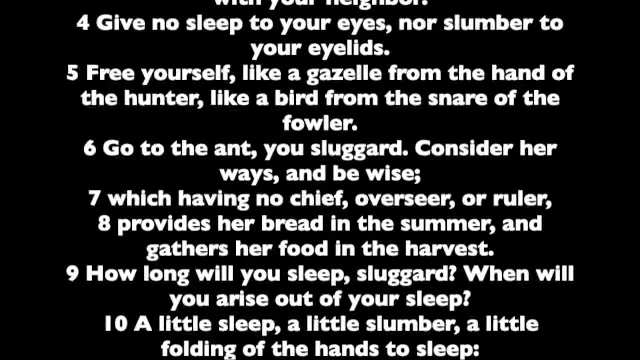 with your neighbor.
4 Give no sleep to your eyes, nor slumber to
your eyelids.
5 Free yourself, like a gazelle from the hand of
the hunter, like a bird from the snare of the
fowler.
6 Go to the ant, you sluggard. Consider her
ways, and be wise;
7 which having no chief, overseer, or ruler,
8 provides her bread in the summer, and
gathers her food in the harvest.
9 How long will you sleep, sluggard? When will
you arise out of your sleep?
10 A little sleep, a little slumber, a little
folding of the hands to sleep: